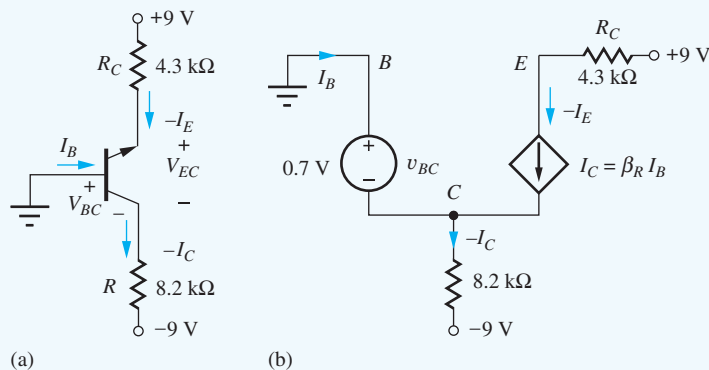 +9 V
R_C 4.3 kΩ
−I_E
I_B
+
V_EC
−
+
V_BC −
−I_C
R 8.2 kΩ
−9 V
(a)
I_B
B
E
R_C
4.3 kΩ
+9 V
−I_E
0.7 V
+
−
v_BC
I_C = β_R I_B
C
−I_C
8.2 kΩ
−9 V
(b)